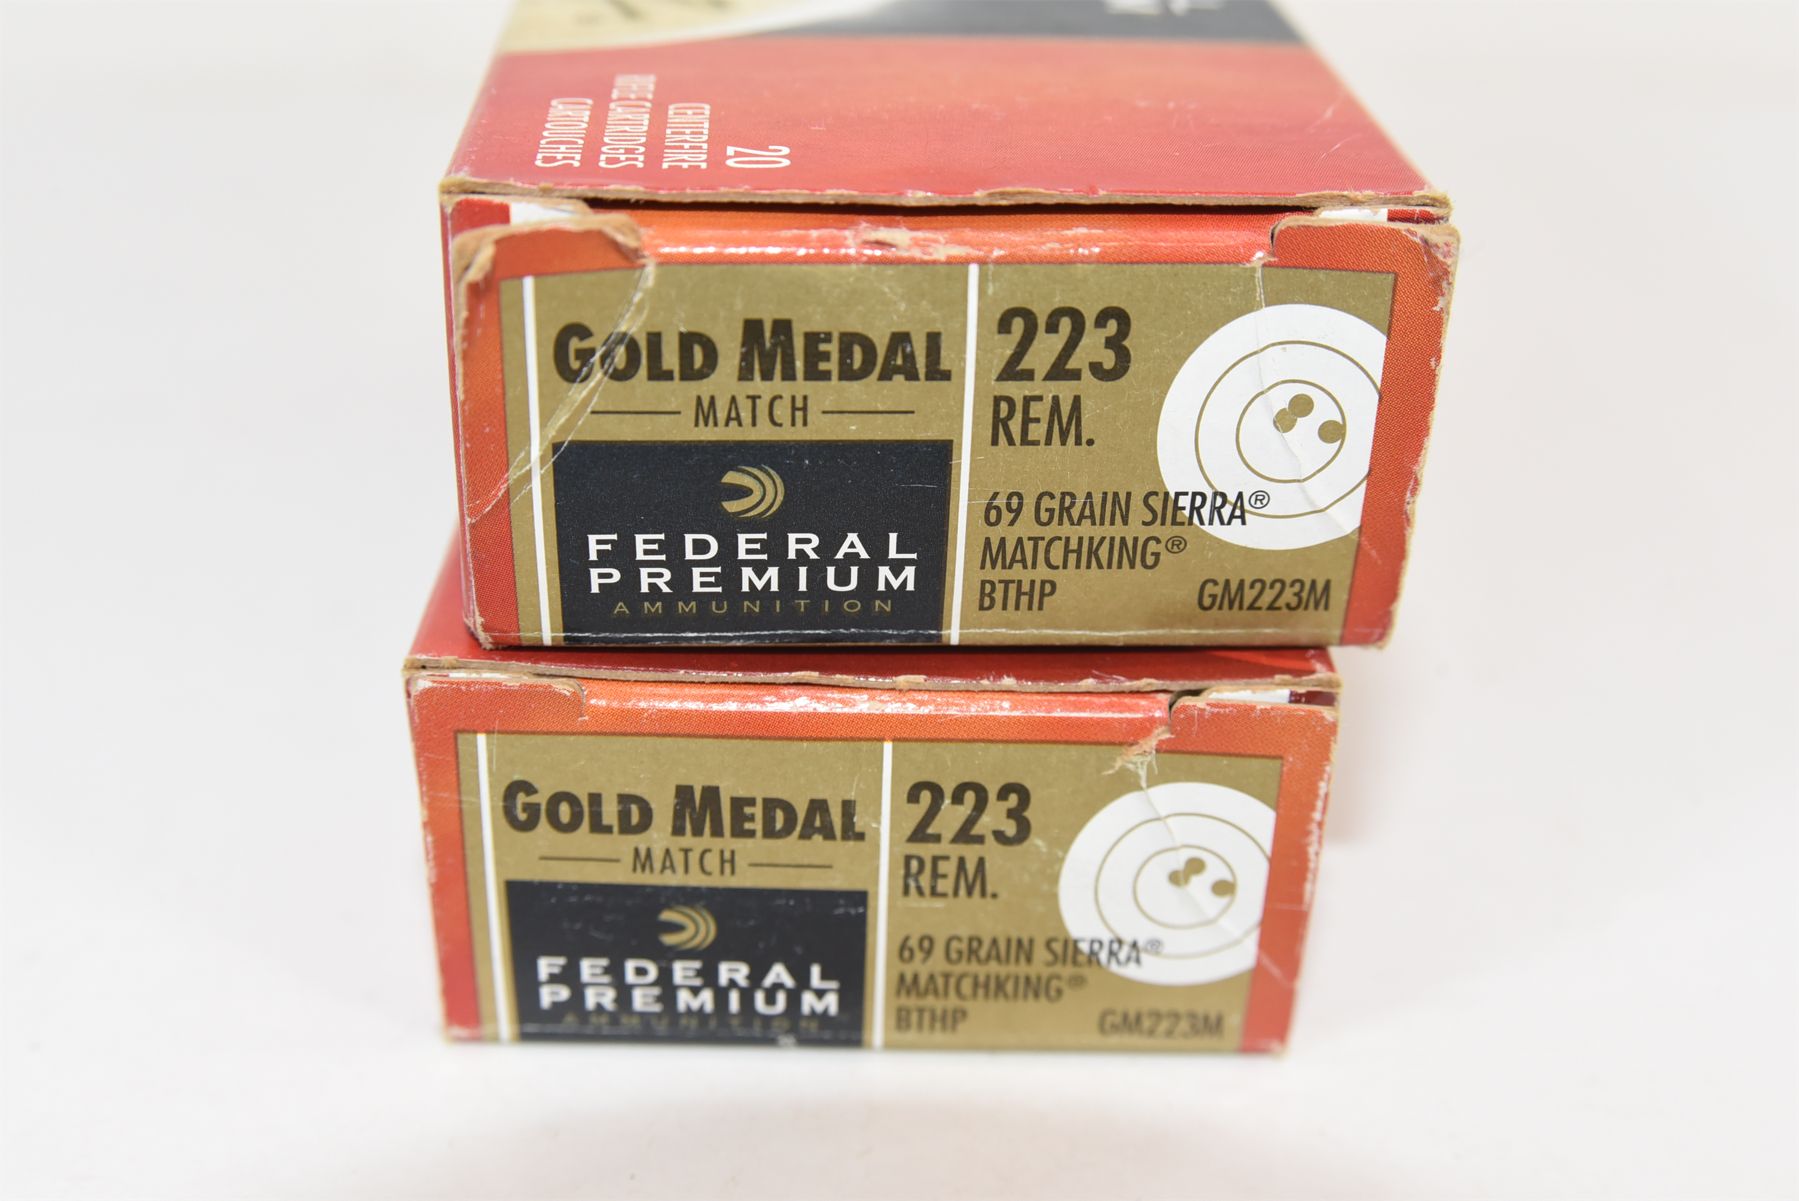 20
CENTERFIRE
RIFLE CARTRIDGES
CARTOUCHES
GOLD MEDAL
MATCH
FEDERAL
PREMIUM
AMMUNITION
223
REM.
69 GRAIN SIERRA®
MATCHKING®
BTHP GM223M
GOLD MEDAL
MATCH
FEDERAL
PREMIUM
AMMUNITION
223
REM.
69 GRAIN SIERRA®
MATCHKING®
BTHP GM223M